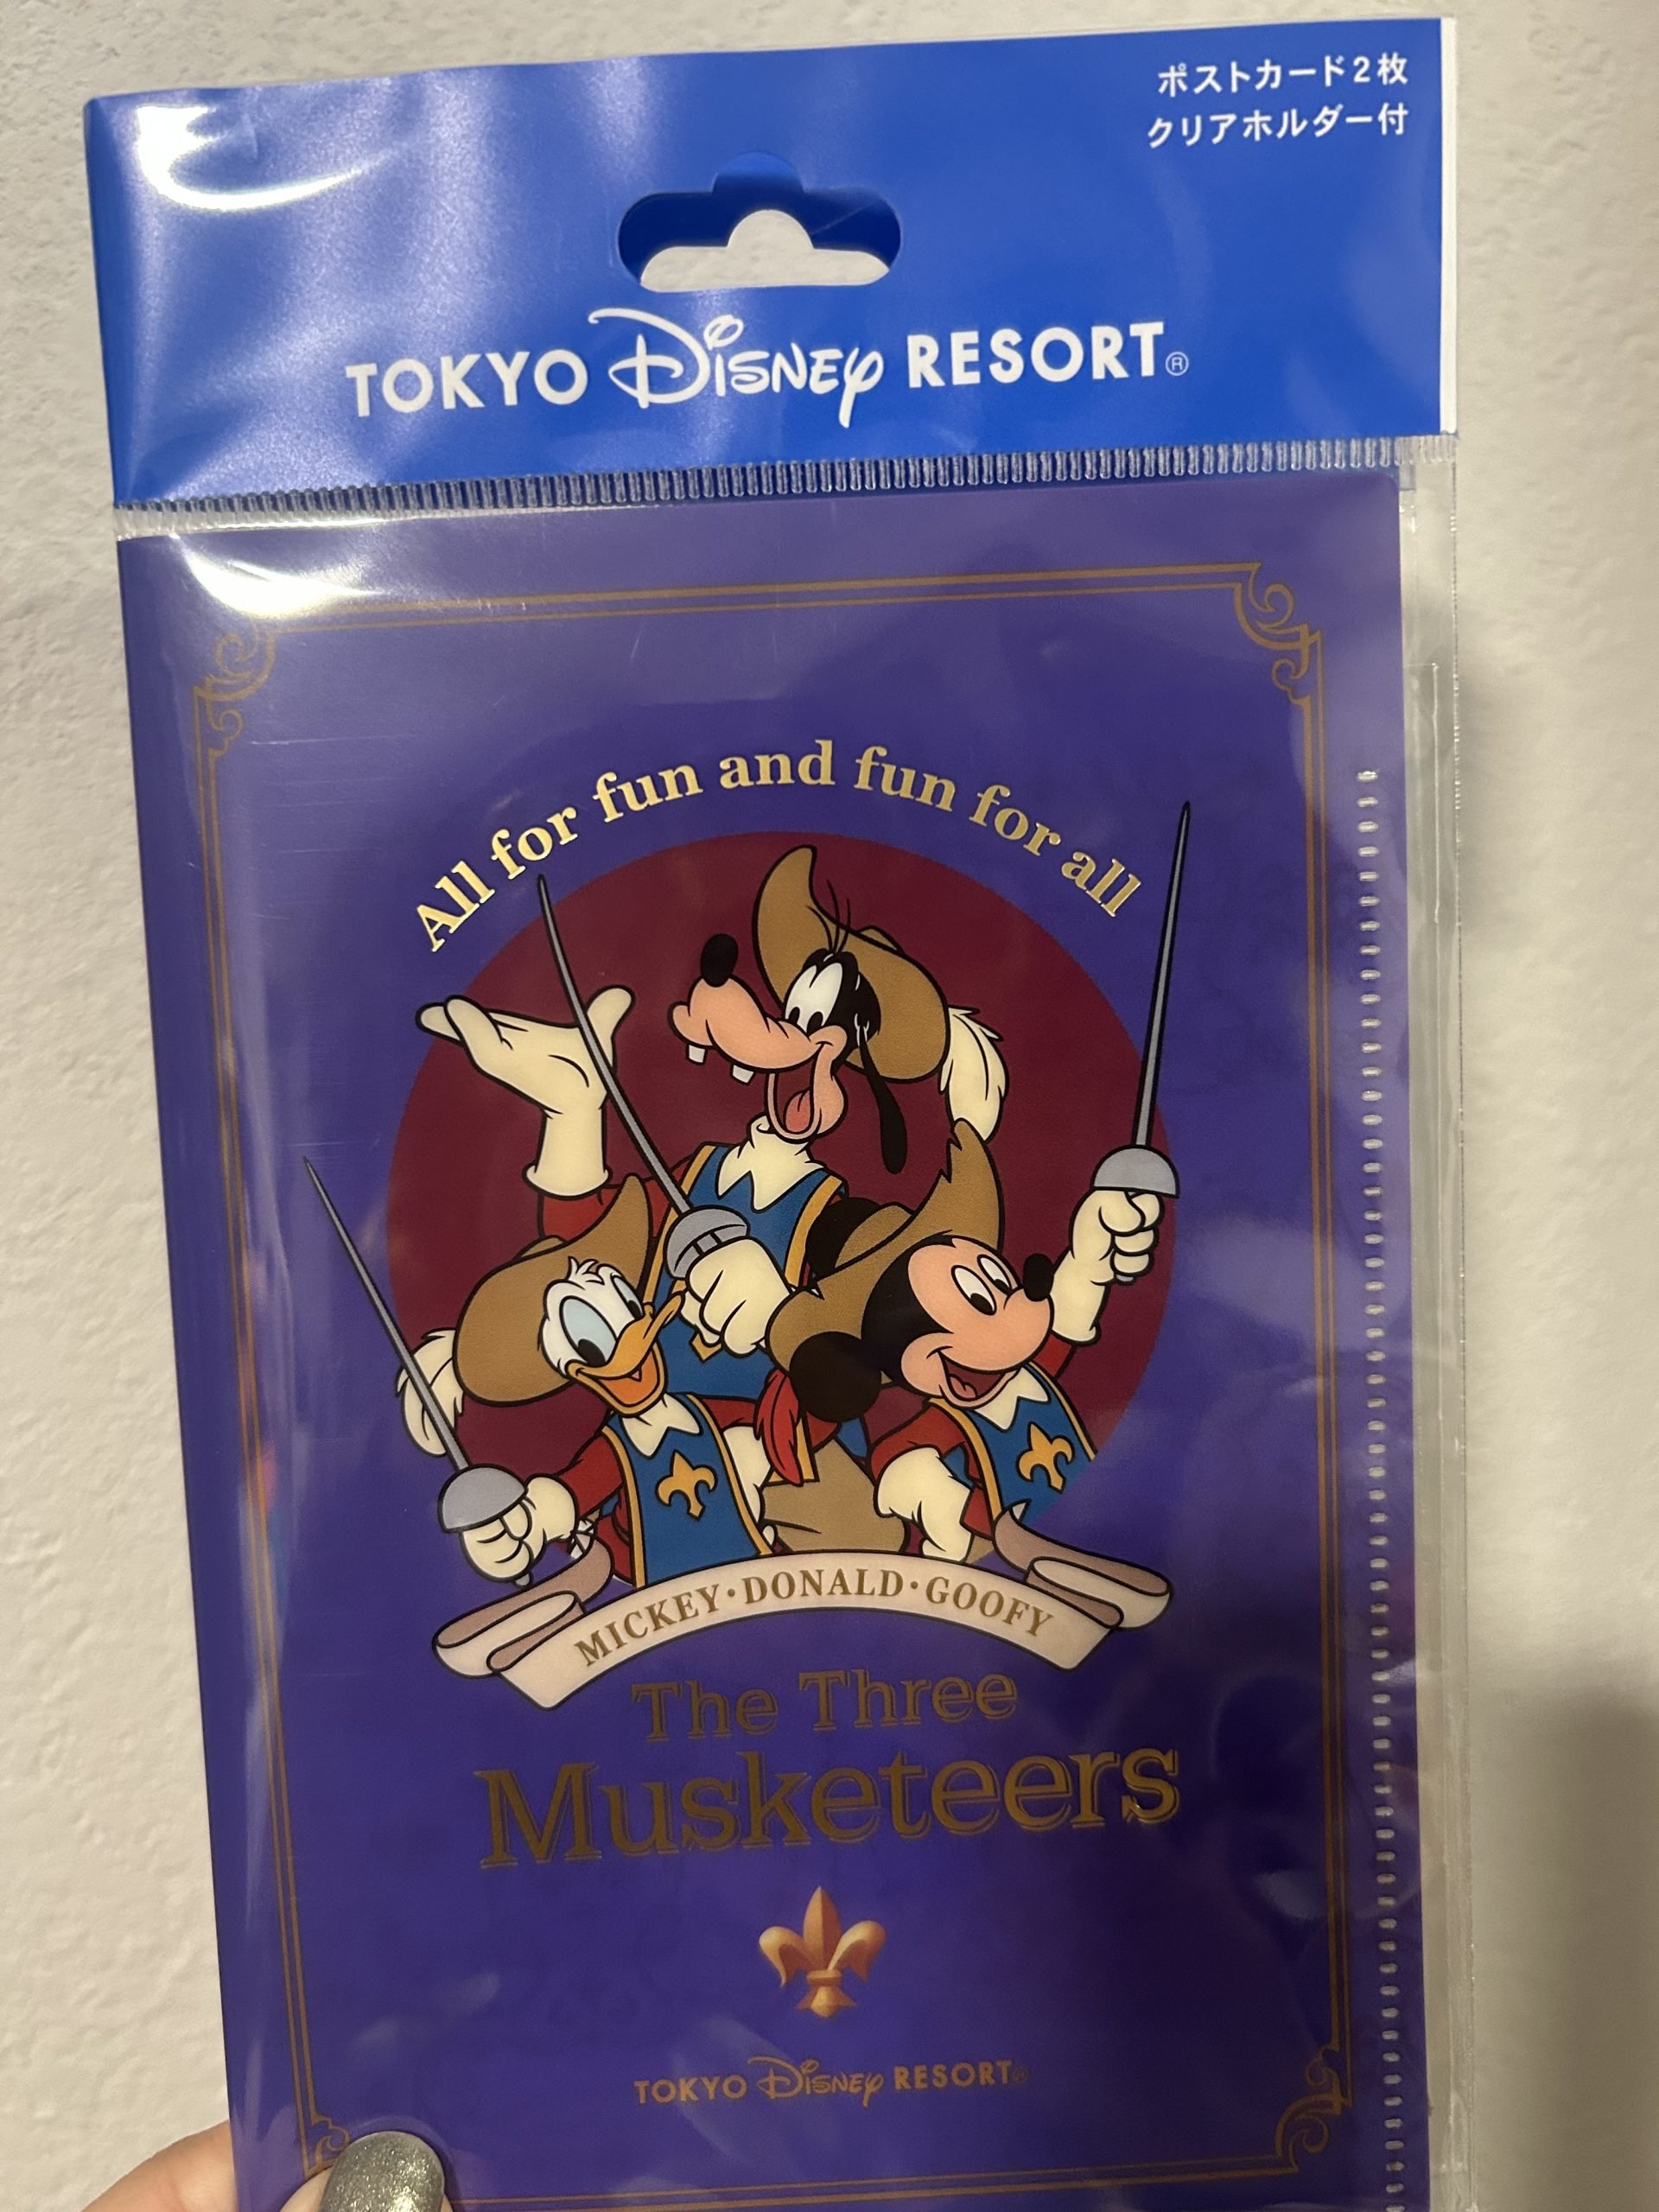 ポストカード2枚
クリアホルダー付
TOKYO Disney RESORT®
All for fun and fun for all
MICKEY・DONALD・GOOFY
The Three
Musketeers
TOKYO Disney RESORT®